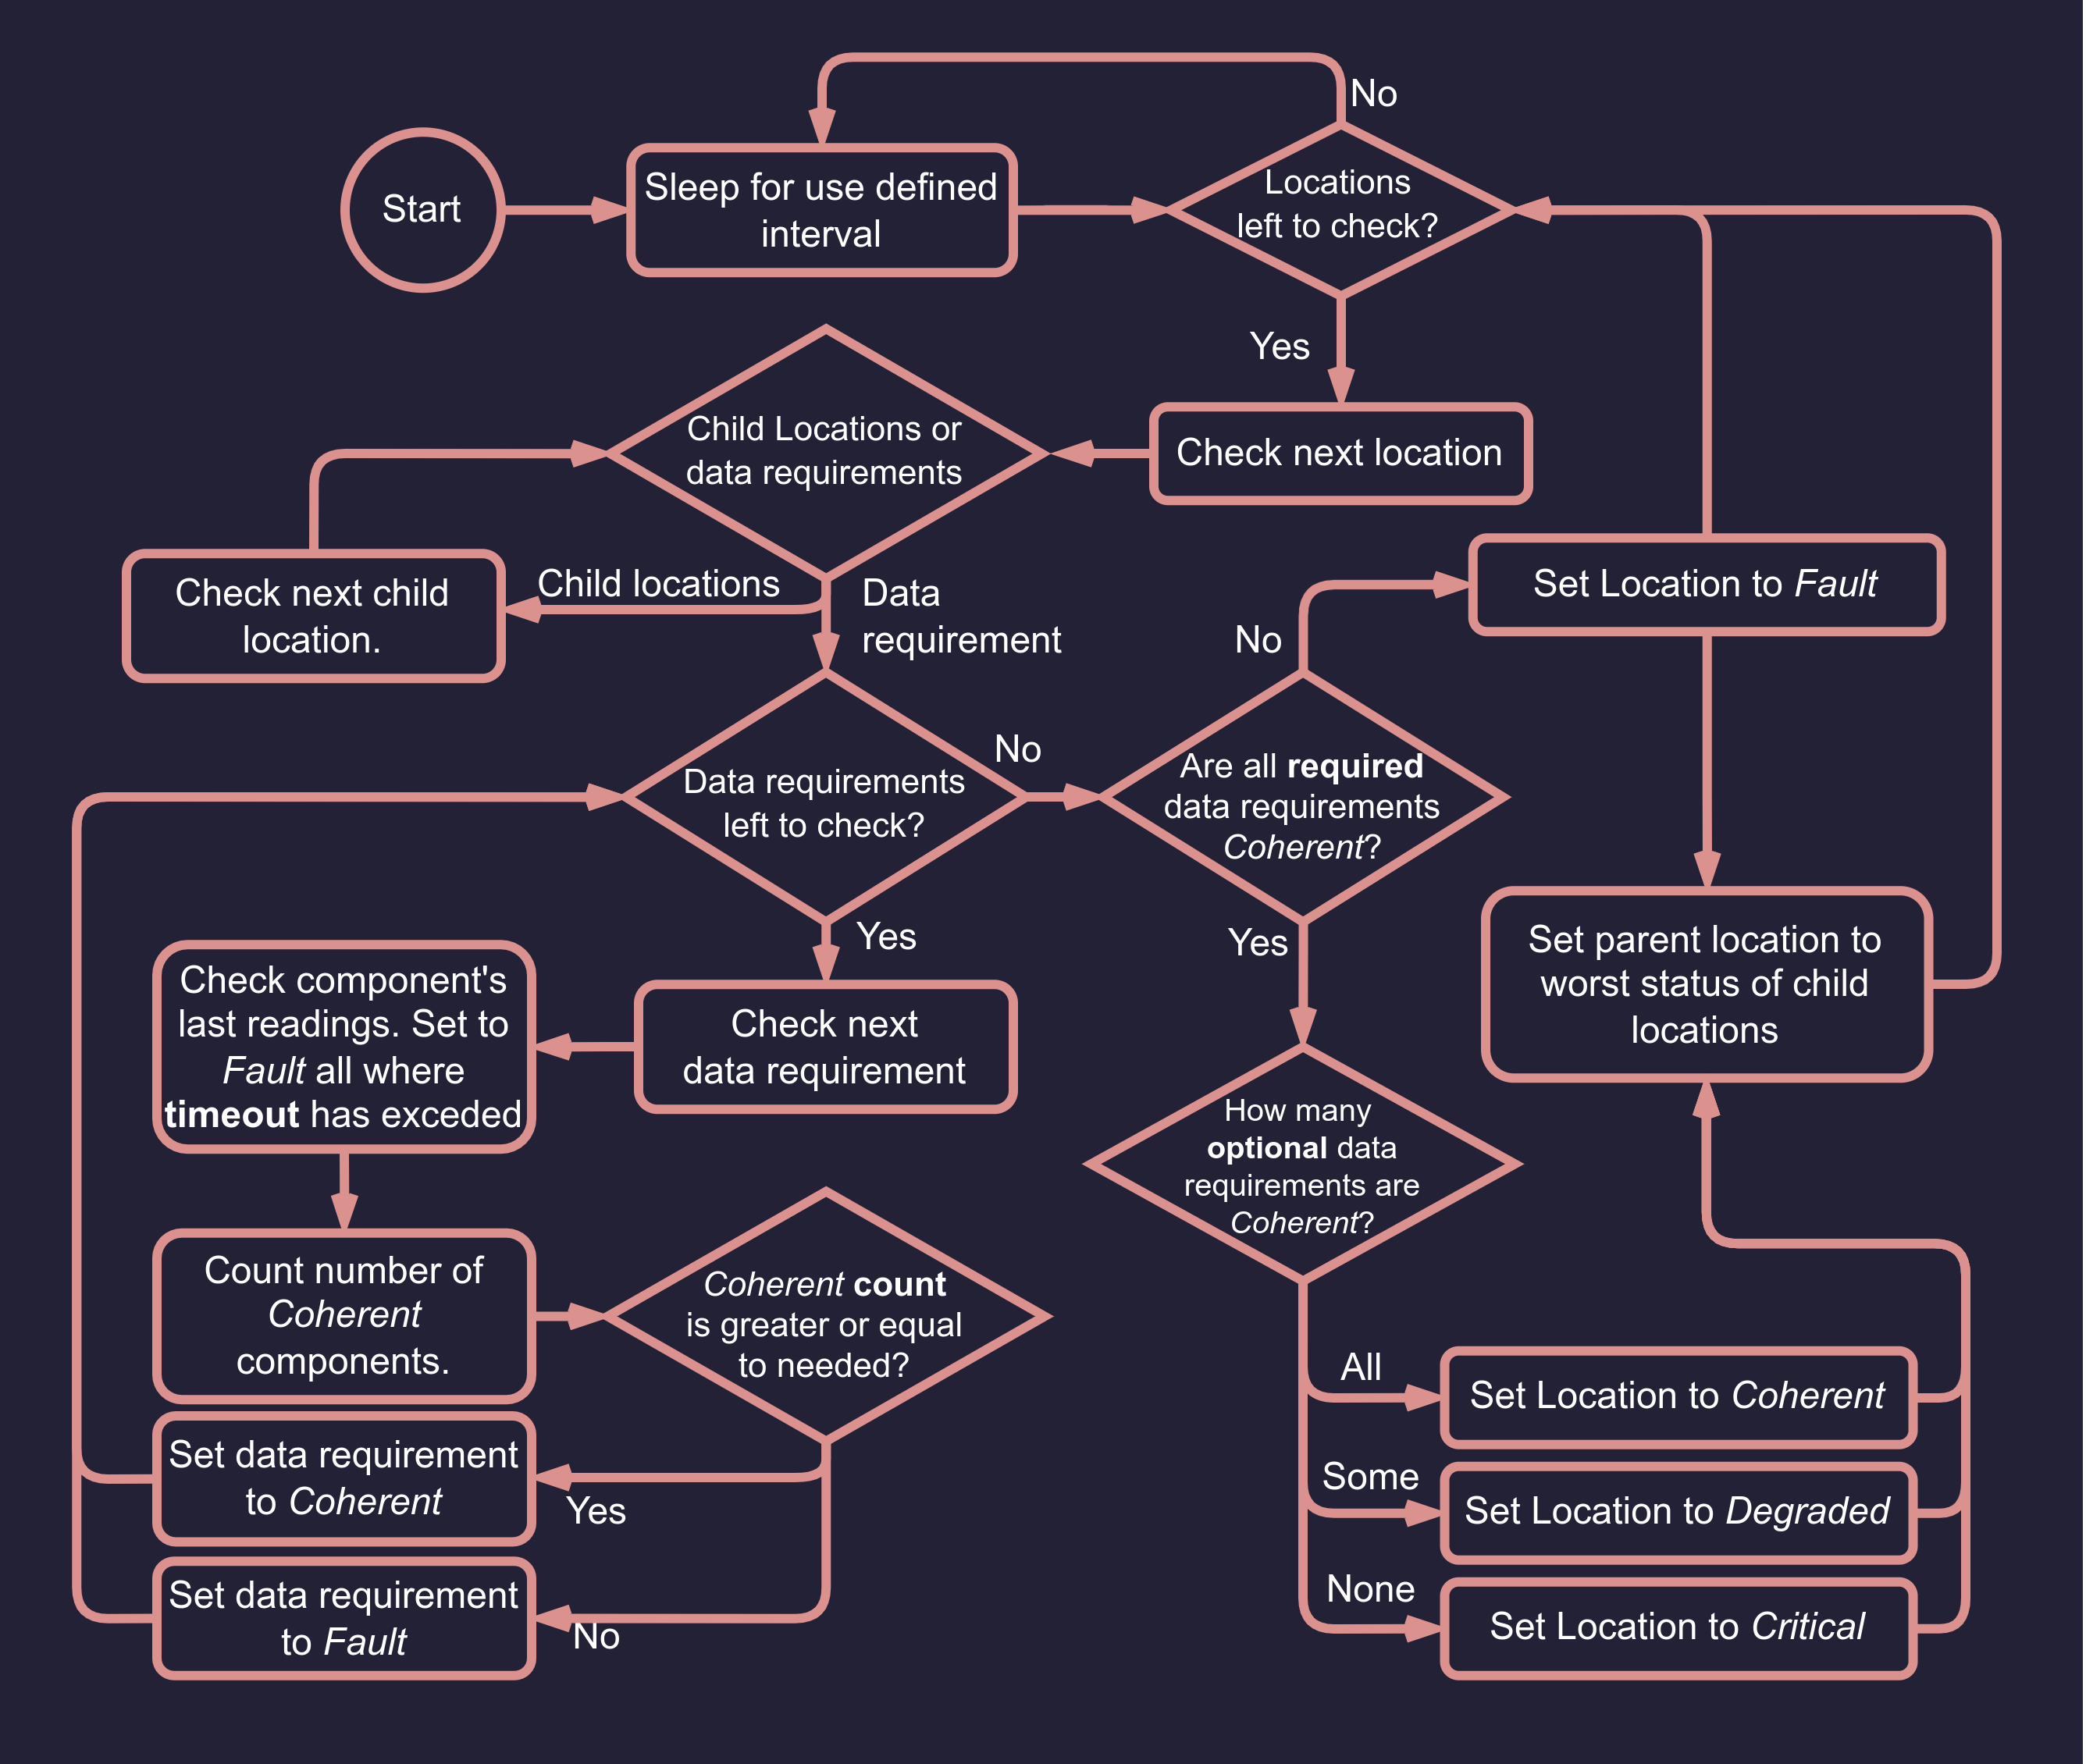 No
Start
Sleep for use defined
interval
Locations
left to check?
Yes
Child Locations or
data requirements
Check next location
Check next child
location.
Child locations
Data
requirement
No
Set Location to Fault
Data requirements
left to check?
No
Are all required
data requirements
Coherent?
Yes
Yes
Set parent location to
worst status of child
locations
Check component's
last readings. Set to
Fault all where
timeout has exceded
Check next
data requirement
How many
optional data
requirements are
Coherent?
Count number of
Coherent
components.
Coherent count
is greater or equal
to needed?
All
Set Location to Coherent
Set data requirement
to Coherent
Yes
Some
Set Location to Degraded
Set data requirement
to Fault
No
None
Set Location to Critical